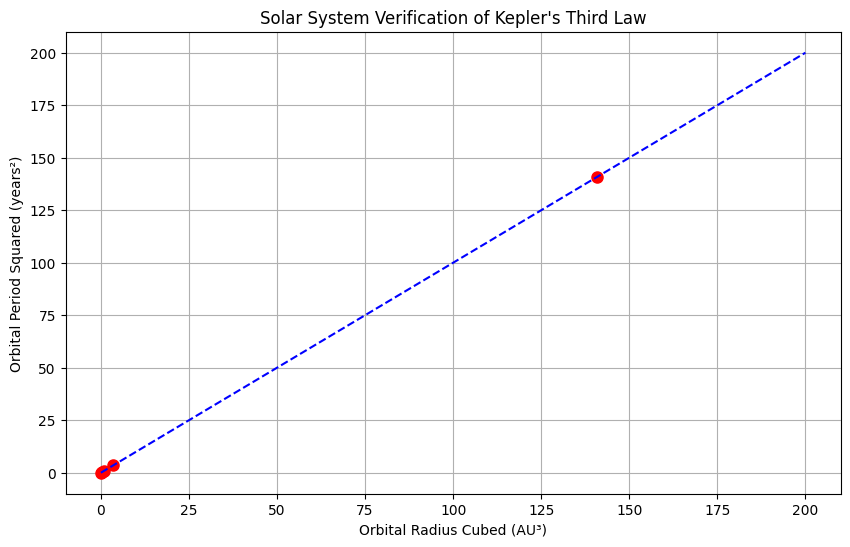 Solar System Verification of Kepler's Third Law
Orbital Period Squared (years²)
200
175
150
125
100
75
50
25
0
0 25 50 75 100 125 150 175 200
Orbital Radius Cubed (AU³)